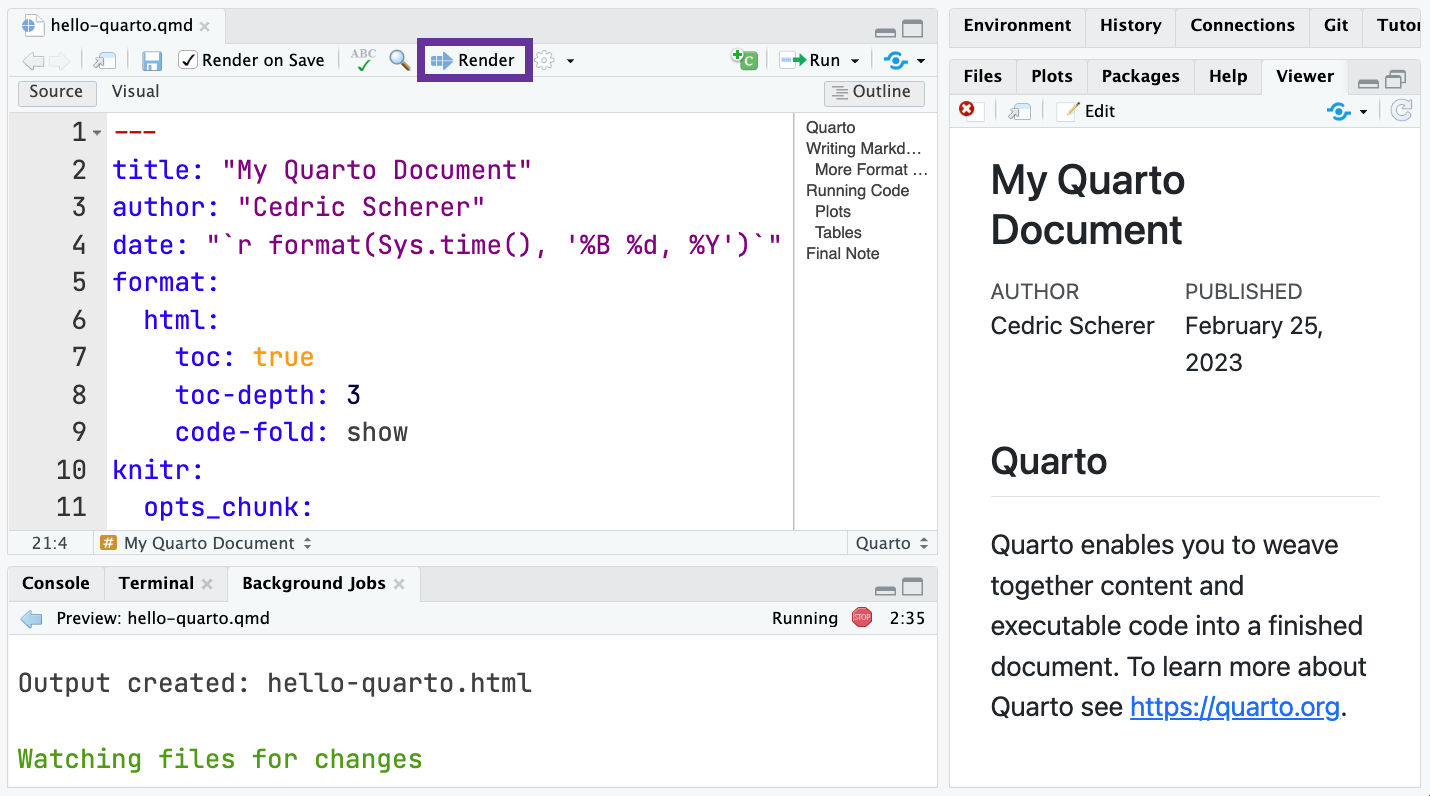 hello-quarto.qmd
Render on Save
ABC
Render
Run
Source
Visual
Outline
1
---
2
title: "My Quarto Document"
3
author: "Cedric Scherer"
4
date: "`r format(Sys.time(), '%B %d, %Y')`"
5
format:
6
html:
7
toc: true
8
toc-depth: 3
9
code-fold: show
10
knitr:
11
opts_chunk:
Quarto
Writing Markd...
More Format ...
Running Code
Plots
Tables
Final Note
21:4
# My Quarto Document
Quarto
Console
Terminal
Background Jobs
Preview: hello-quarto.qmd
Running
STOP
2:35
Output created: hello-quarto.html
Watching files for changes
Environment
History
Connections
Git
Tutor
Files
Plots
Packages
Help
Viewer
Edit
My Quarto
Document
AUTHOR
PUBLISHED
Cedric Scherer
February 25,
2023
Quarto
Quarto enables you to weave
together content and
executable code into a finished
document. To learn more about
Quarto see https://quarto.org.